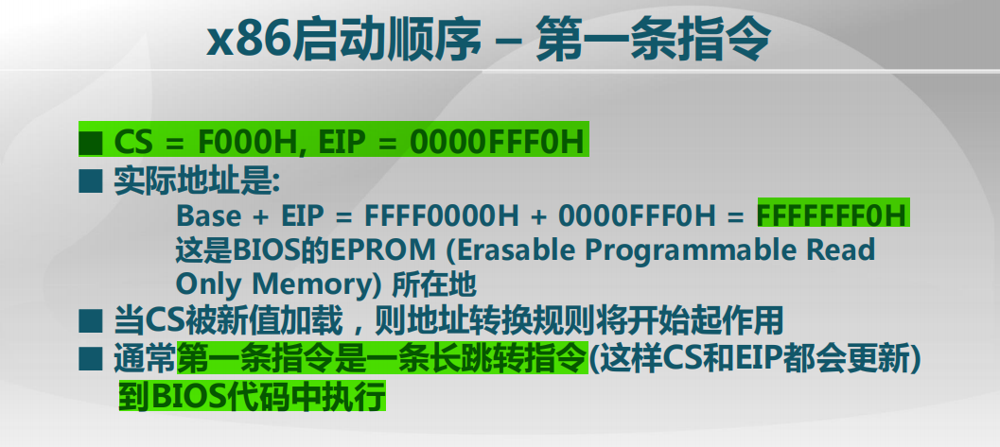 x86启动顺序 – 第一条指令
■ CS = F000H, EIP = 0000FFF0H
■ 实际地址是:
Base + EIP = FFFF0000H + 0000FFF0H = FFFFFFF0H
这是BIOS的EPROM (Erasable Programmable Read
Only Memory) 所在地
■ 当CS被新值加载，则地址转换规则将开始起作用
■ 通常第一条指令是一条长跳转指令(这样CS和EIP都会更新)
到BIOS代码中执行